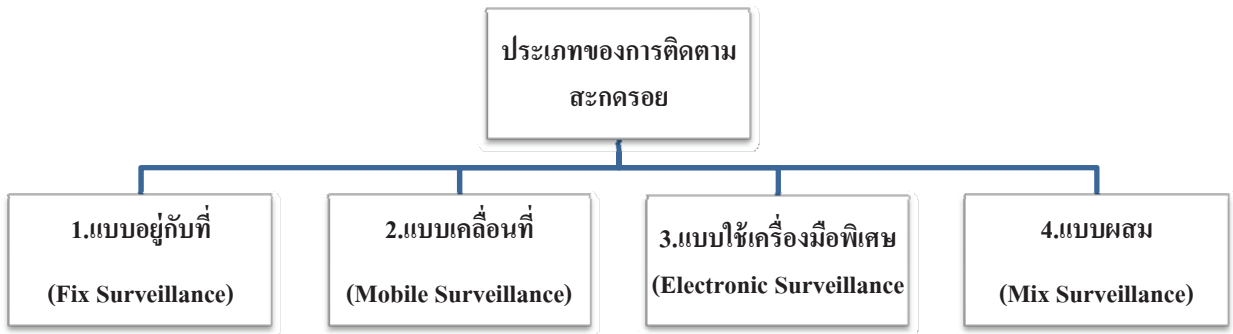 ประเภทของการติดตาม
สะกดรอย
1.แบบอยู่กับที่
(Fix Surveillance)
2.แบบเคลื่อนที่
(Mobile Surveillance)
3.แบบใช้เครื่องมือพิเศษ
(Electronic Surveillance
4.แบบผสม
(Mix Surveillance)